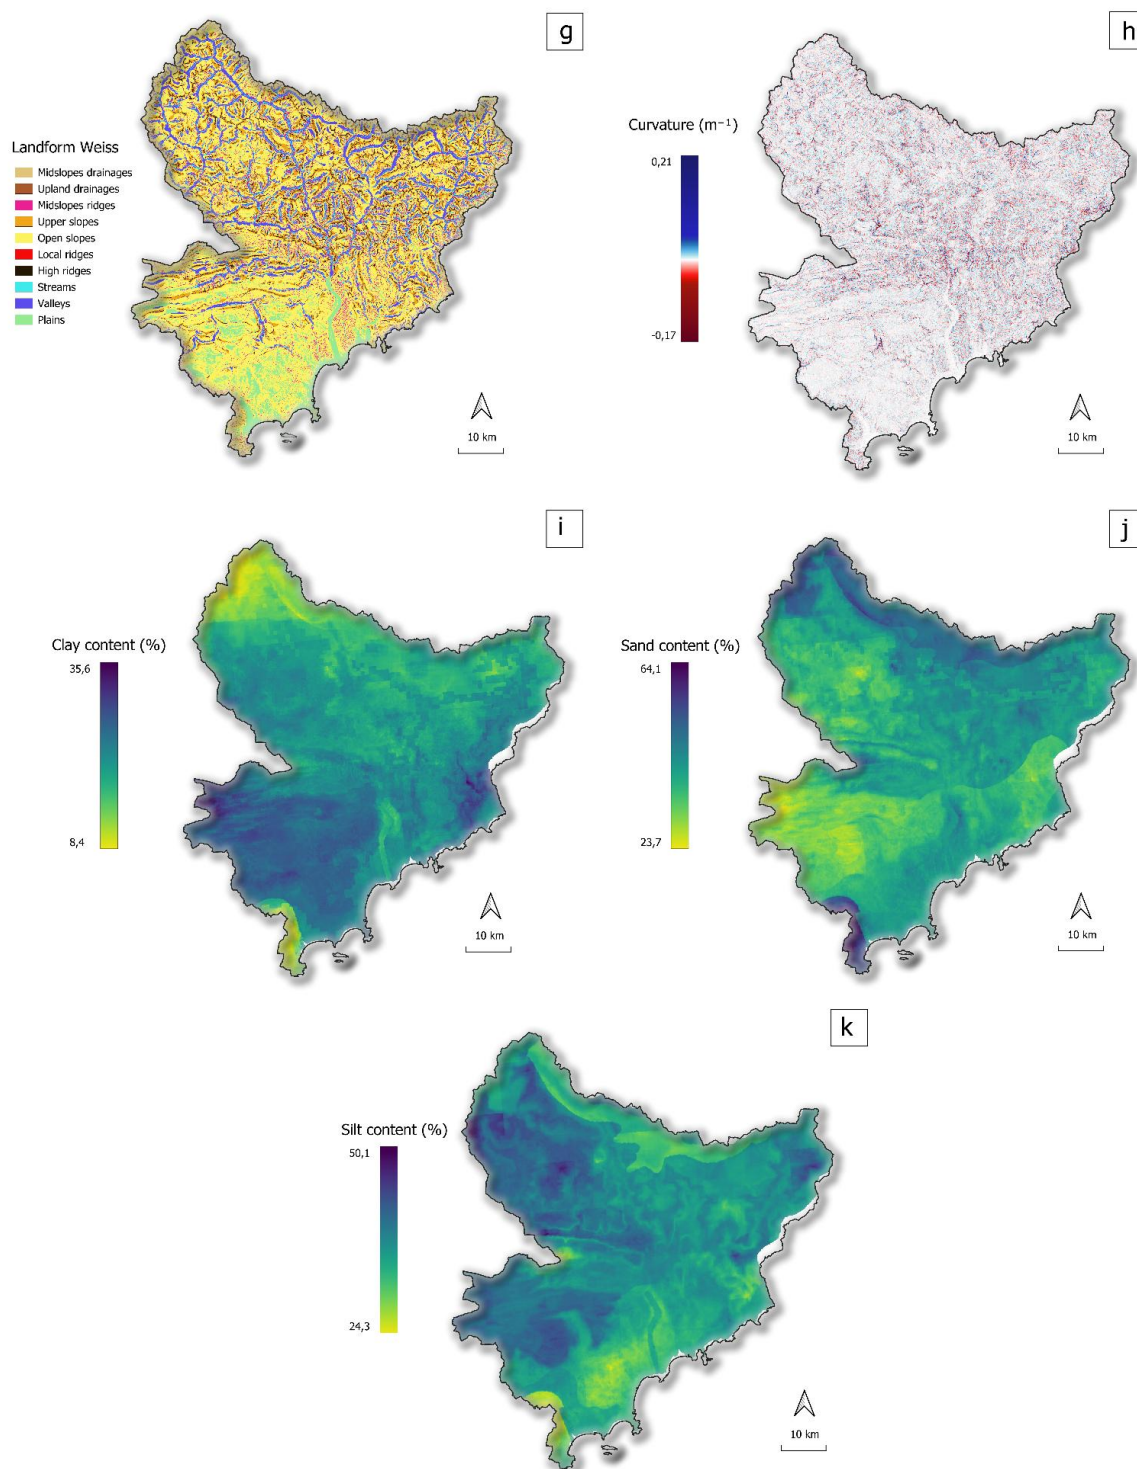 g
Landform Weiss
Midslopes drainages
Upland drainages
Midslopes ridges
Upper slopes
Open slopes
Local ridges
High ridges
Streams
Valleys
Plains
10 km
h
Curvature (m⁻¹)
0,21
-0,17
10 km
i
Clay content (%)
35,6
8,4
10 km
j
Sand content (%)
64,1
23,7
10 km
k
Silt content (%)
50,1
24,3
10 km